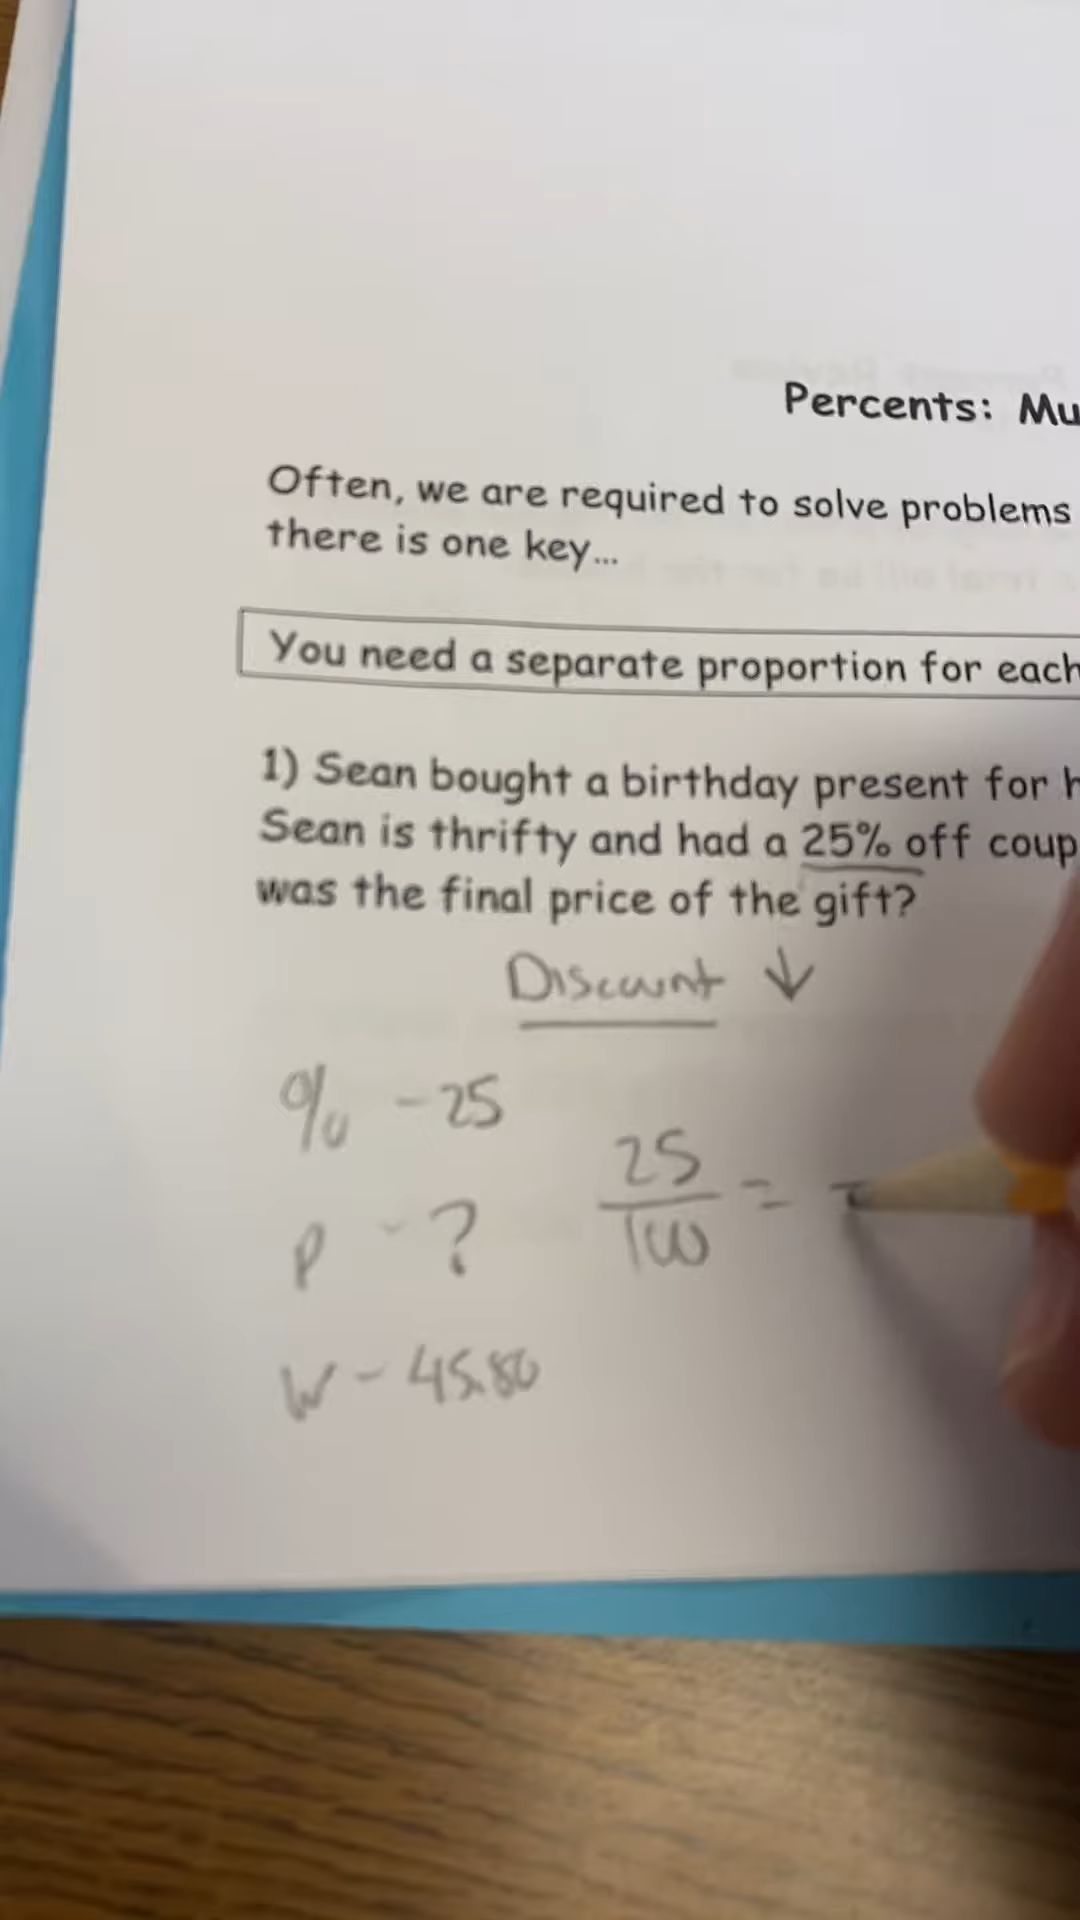 Percents: Mu
Often, we are required to solve problems
there is one key...
You need a separate proportion for each
1) Sean bought a birthday present for h
Sean is thrifty and had a 25% off coup
was the final price of the gift?
Discount ↓
% - 25
25
100
=
P - ?
W - 45.80